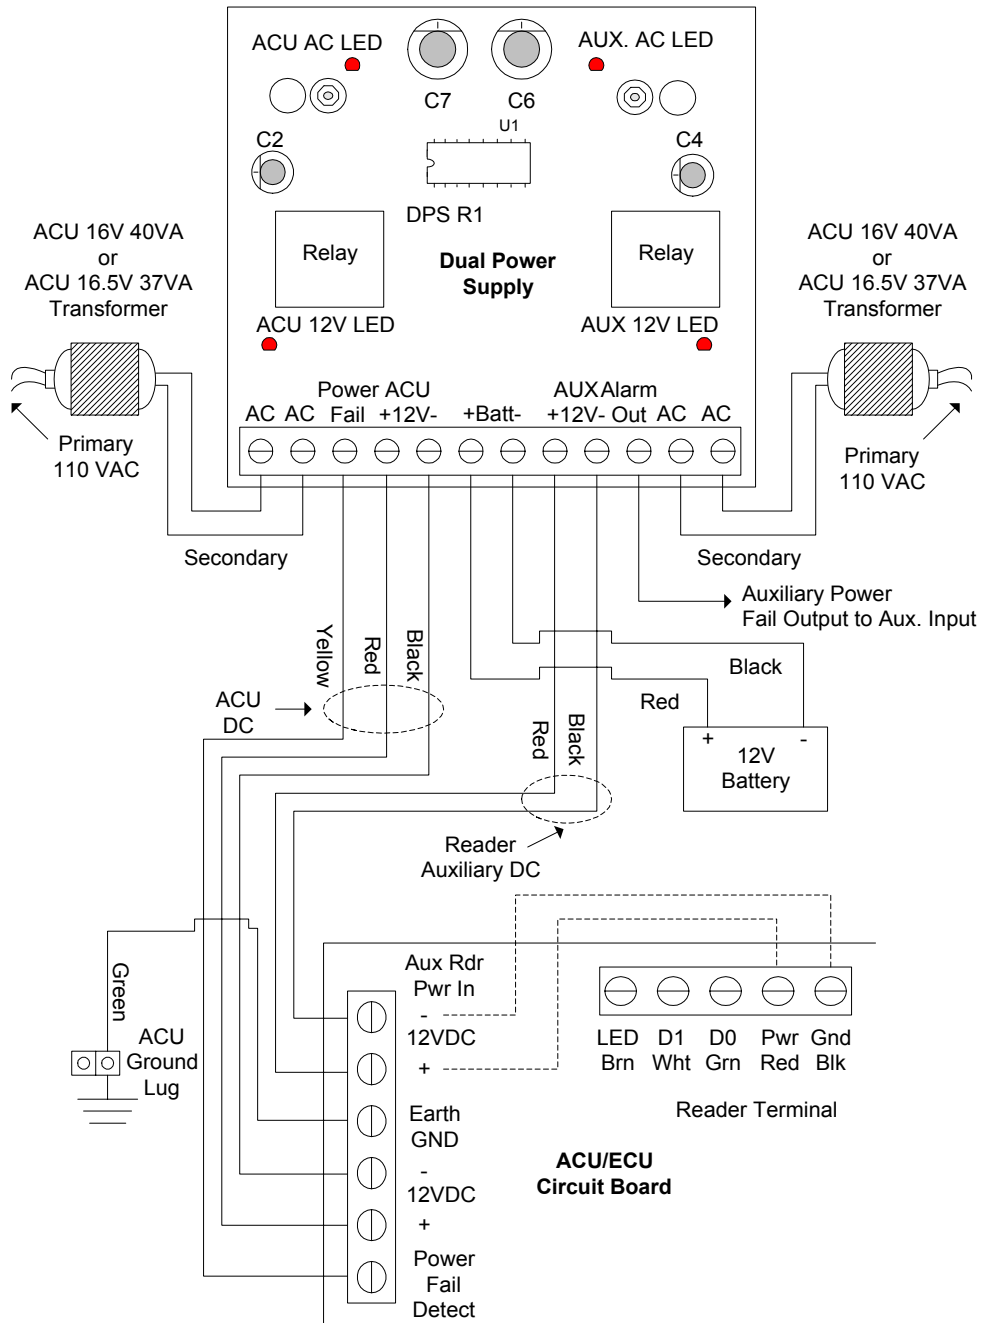 ACU AC LED
AUX. AC LED
C7
C6
U1
C2
C4
DPS R1
ACU 16V 40VA
or
ACU 16.5V 37VA
Transformer
Relay
Dual Power
Supply
Relay
ACU 16V 40VA
or
ACU 16.5V 37VA
Transformer
ACU 12V LED
AUX 12V LED
Power ACU
AUX Alarm
AC AC Fail +12V- +Batt- +12V- Out AC AC
Primary
110 VAC
Primary
110 VAC
Secondary
Secondary
Auxiliary Power
Fail Output to Aux. Input
Yellow
Red
Black
Black
Red
ACU
DC
Red
Black
+ -
12V
Battery
Reader
Auxiliary DC
Green
ACU
Ground
Lug
Aux Rdr
Pwr In
-
12VDC
+
Earth
GND
-
12VDC
+
Power
Fail
Detect
LED D1 D0 Pwr Gnd
Brn Wht Grn Red Blk
Reader Terminal
ACU/ECU
Circuit Board